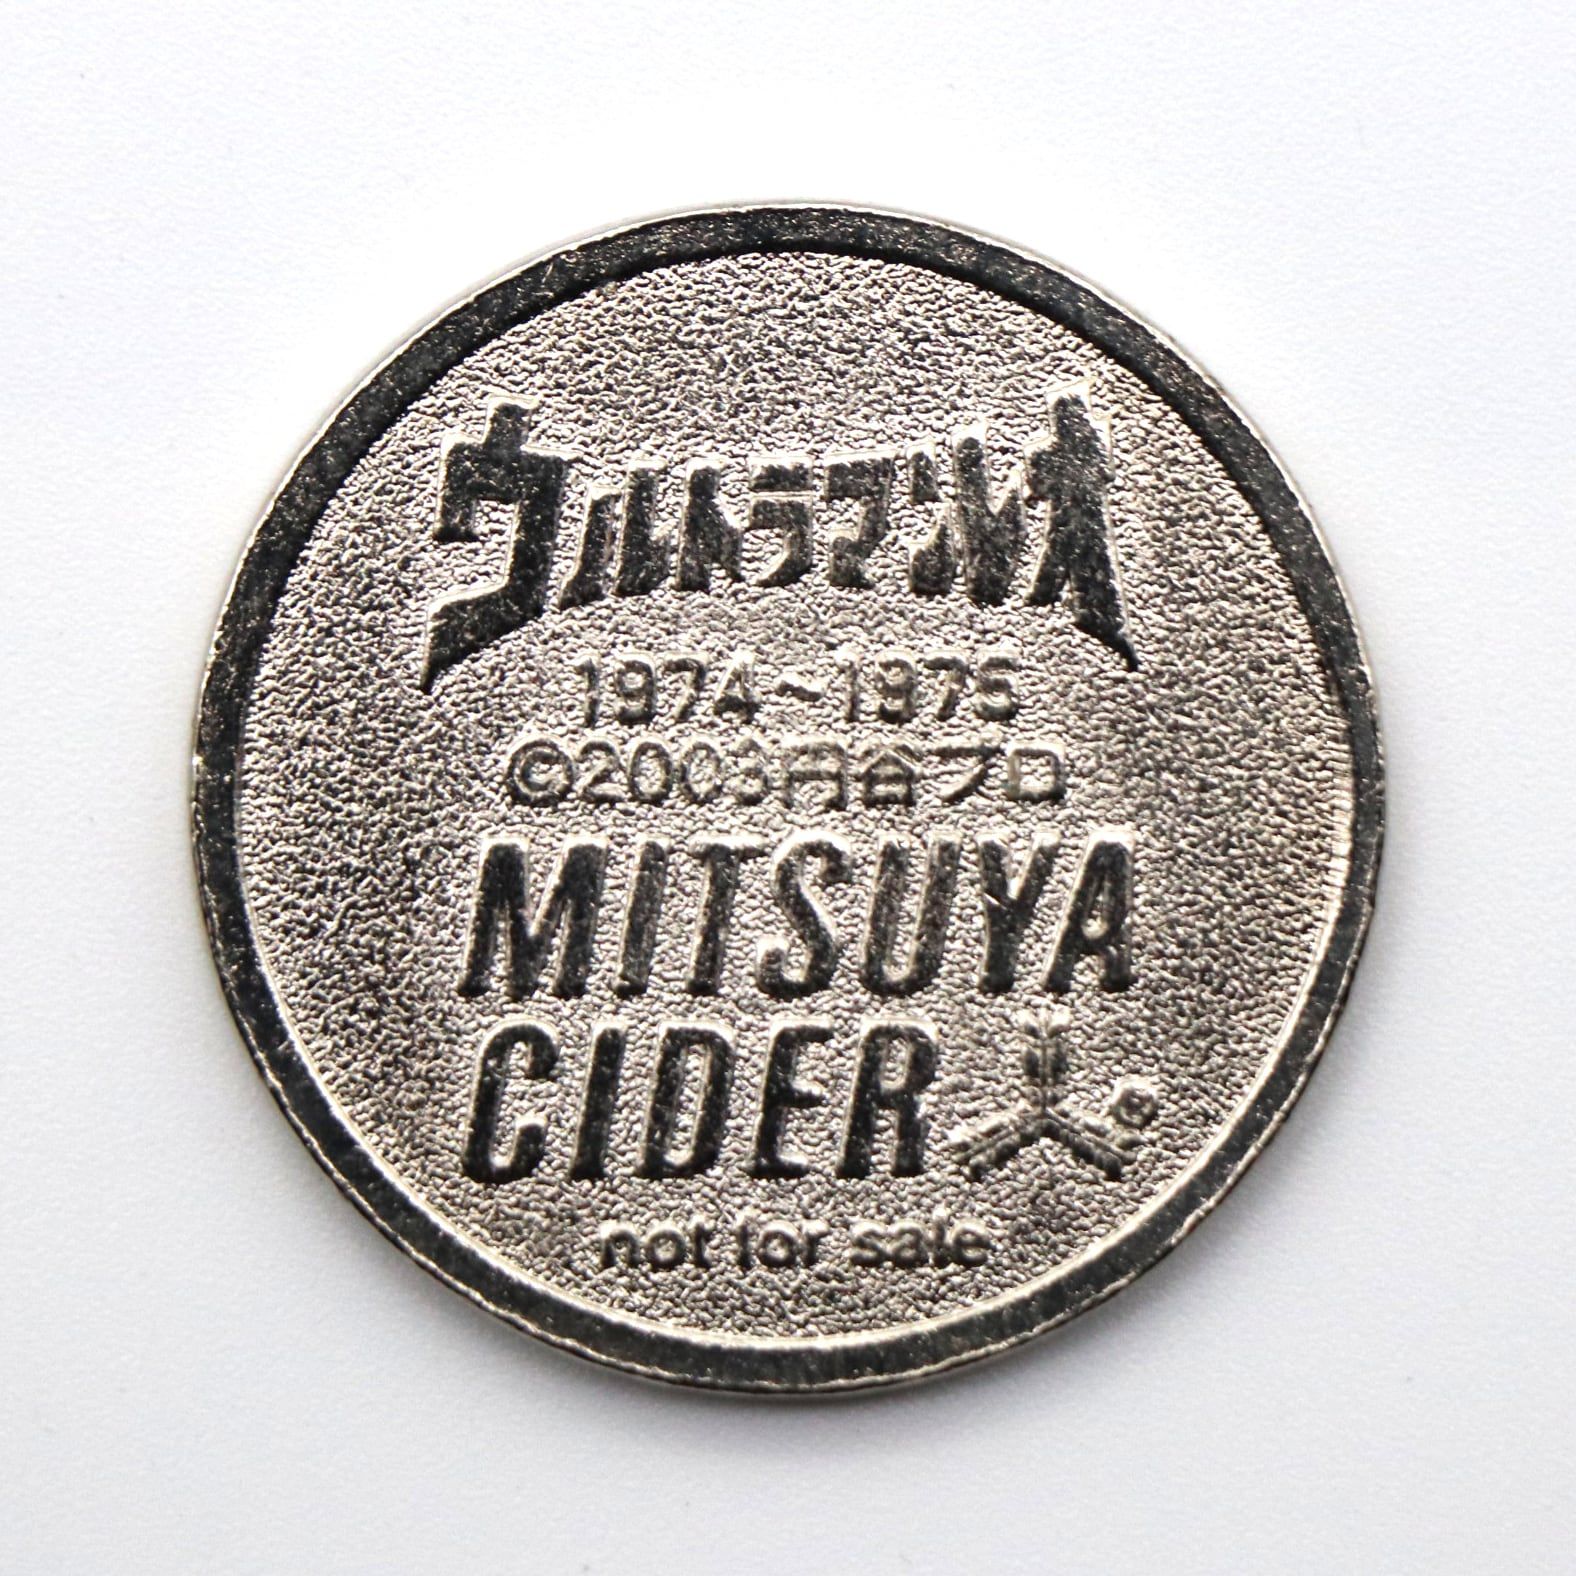 ウルトラマンレオ
1974~1975
©2003円谷プロ
MITSUYA
CIDER
not for sale